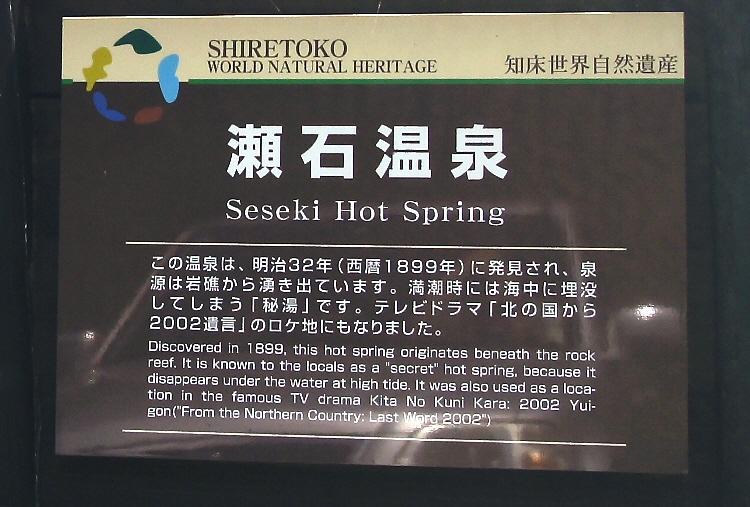 SHIRETOKO
WORLD NATURAL HERITAGE
知床世界自然遺産
瀬石温泉
Seseki Hot Spring
この温泉は、明治32年（西暦1899年）に発見され、泉
源は岩礁から湧き出ています。満潮時には海中に埋没
してしまう「秘湯」です。テレビドラマ「北の国から
2002遺言」のロケ地にもなりました。
Discovered in 1899, this hot spring originates beneath the rock
reef. It is known to the locals as a "secret" hot spring, because it
disappears under the water at high tide. It was also used as a loca-
tion in the famous TV drama Kita No Kuni Kara: 2002 Yui-
gon("From the Northern Country: Last Word 2002")